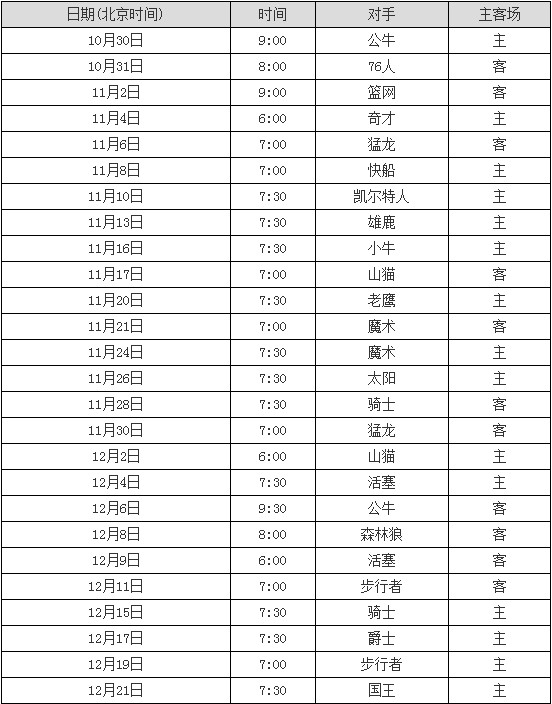 日期(北京时间) 时间 对手 主客场
10月30日 9:00 公牛 主
10月31日 8:00 76人 客
11月2日 9:00 篮网 客
11月4日 6:00 奇才 主
11月6日 7:00 猛龙 客
11月8日 7:00 快船 主
11月10日 7:30 凯尔特人 主
11月13日 7:30 雄鹿 主
11月16日 7:30 小牛 主
11月17日 7:00 山猫 客
11月20日 7:30 老鹰 主
11月21日 7:00 魔术 客
11月24日 7:30 魔术 主
11月26日 7:30 太阳 主
11月28日 7:30 骑士 客
11月30日 7:00 猛龙 客
12月2日 6:00 山猫 主
12月4日 7:30 活塞 主
12月6日 9:30 公牛 客
12月8日 8:00 森林狼 客
12月9日 6:00 活塞 客
12月11日 7:00 步行者 客
12月15日 7:30 骑士 主
12月17日 7:30 爵士 主
12月19日 7:00 步行者 主
12月21日 7:30 国王 主